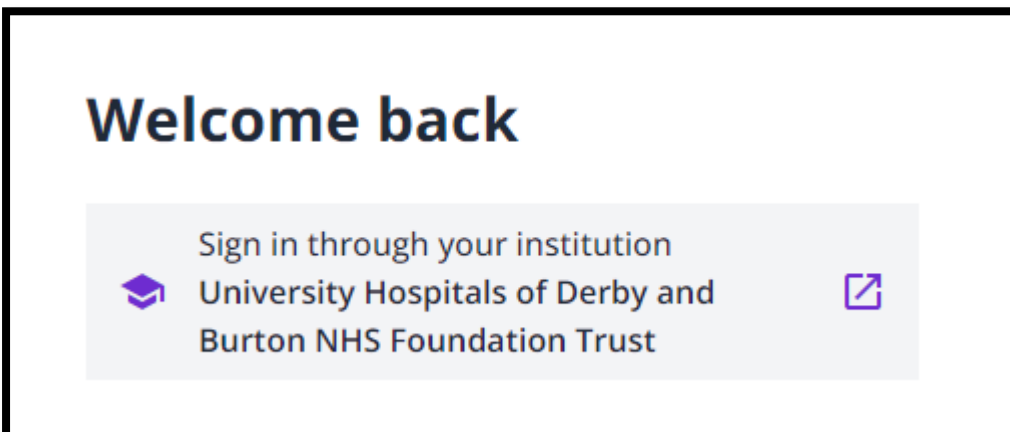 Welcome back
Sign in through your institution
University Hospitals of Derby and
Burton NHS Foundation Trust